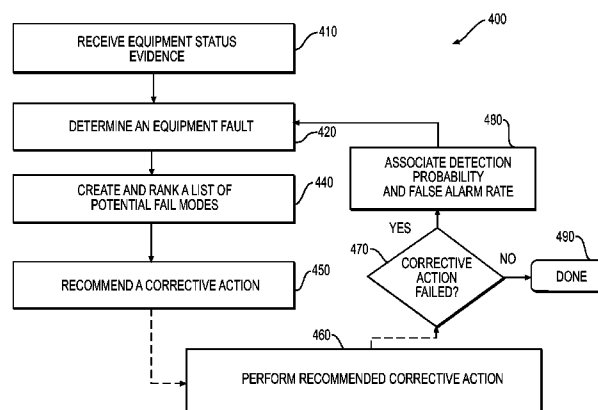 400
RECEIVE EQUIPMENT STATUS
EVIDENCE
410
DETERMINE AN EQUIPMENT FAULT
420
CREATE AND RANK A LIST OF
POTENTIAL FAIL MODES
440
RECOMMEND A CORRECTIVE ACTION
450
460
PERFORM RECOMMENDED CORRECTIVE ACTION
470
CORRECTIVE
ACTION
FAILED?
YES
NO
480
ASSOCIATE DETECTION
PROBABILITY
AND FALSE ALARM RATE
490
DONE